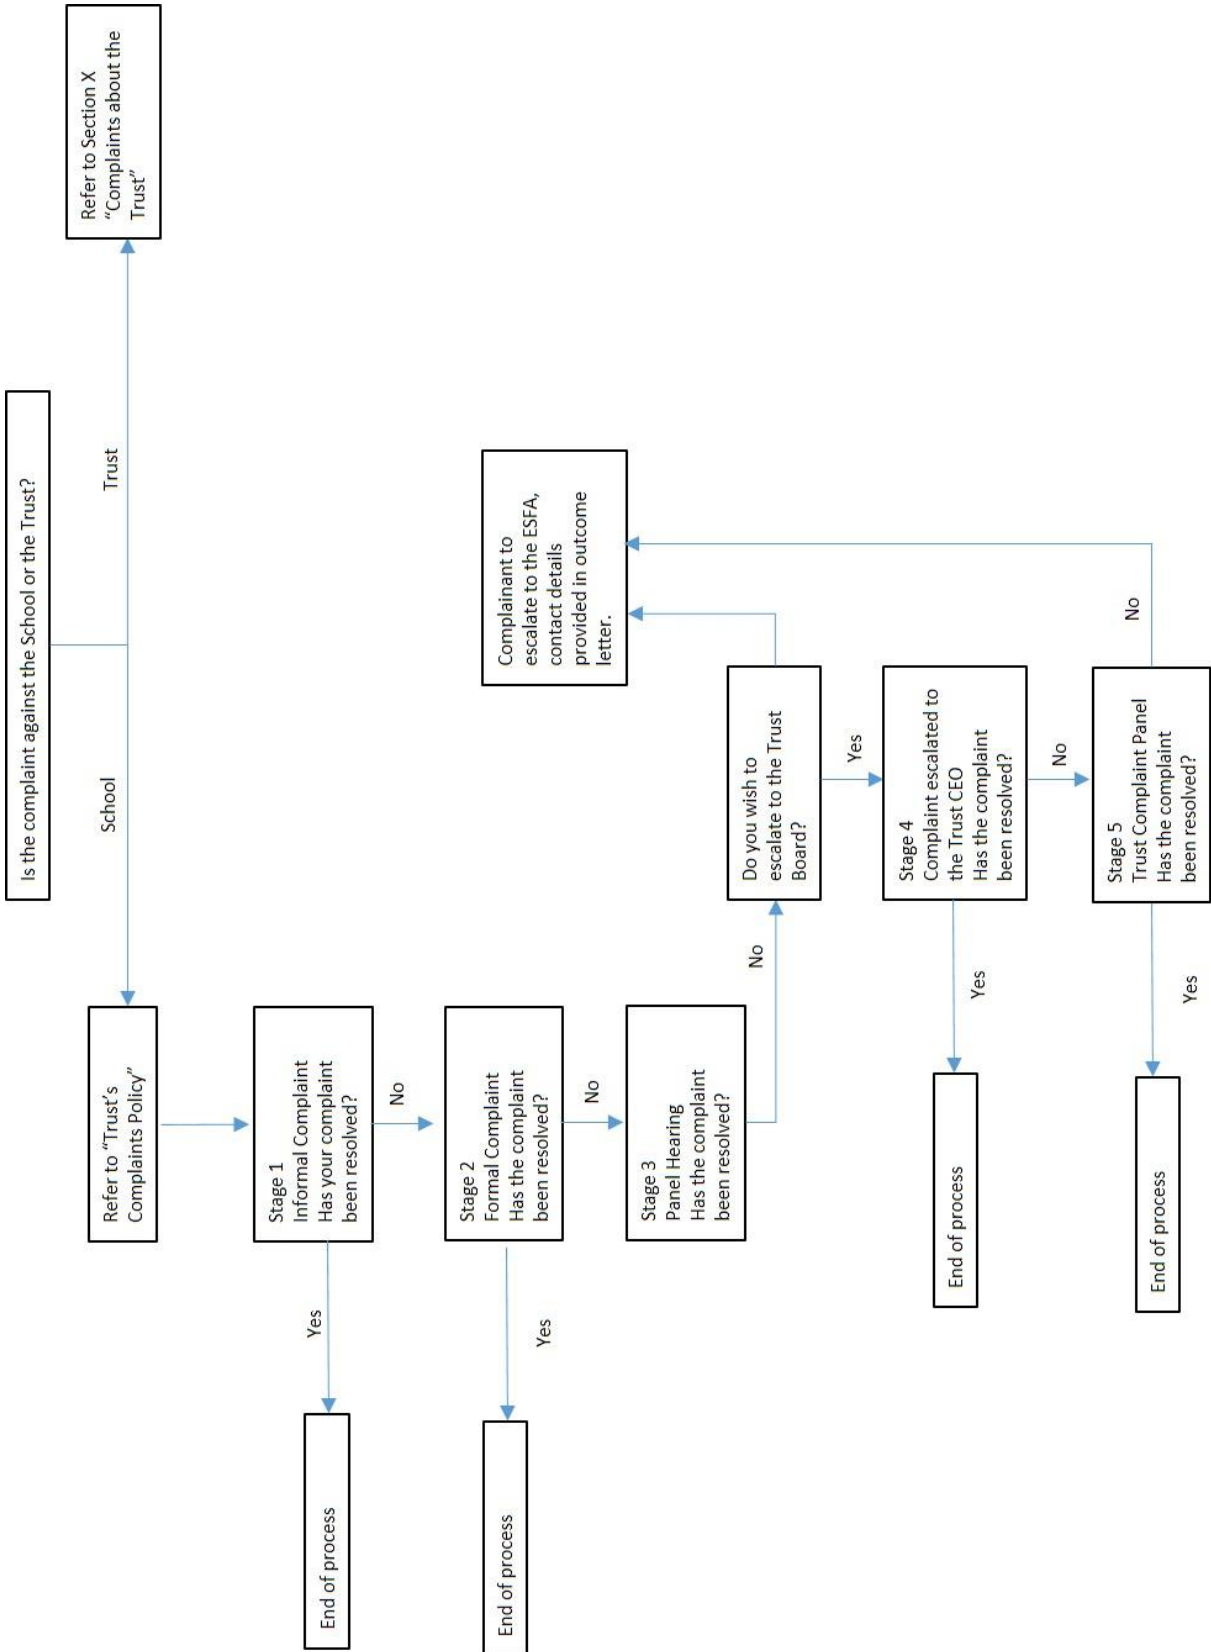 Is the complaint against the School or the Trust?
School
Trust
Refer to "Trust's
Complaints Policy"
Refer to Section X
"Complaints about the
Trust"
Stage 1
Informal Complaint
Has your complaint
been resolved?
Yes
End of process
No
Stage 2
Formal Complaint
Has the complaint
been resolved?
Yes
End of process
No
Stage 3
Panel Hearing
Has the complaint
been resolved?
No
Do you wish to
escalate to the Trust
Board?
Complainant to
escalate to the ESFA,
contact details
provided in outcome
letter.
Yes
Stage 4
Complaint escalated to
the Trust CEO
Has the complaint
been resolved?
Yes
End of process
No
Stage 5
Trust Complaint Panel
Has the complaint
been resolved?
Yes
End of process
No